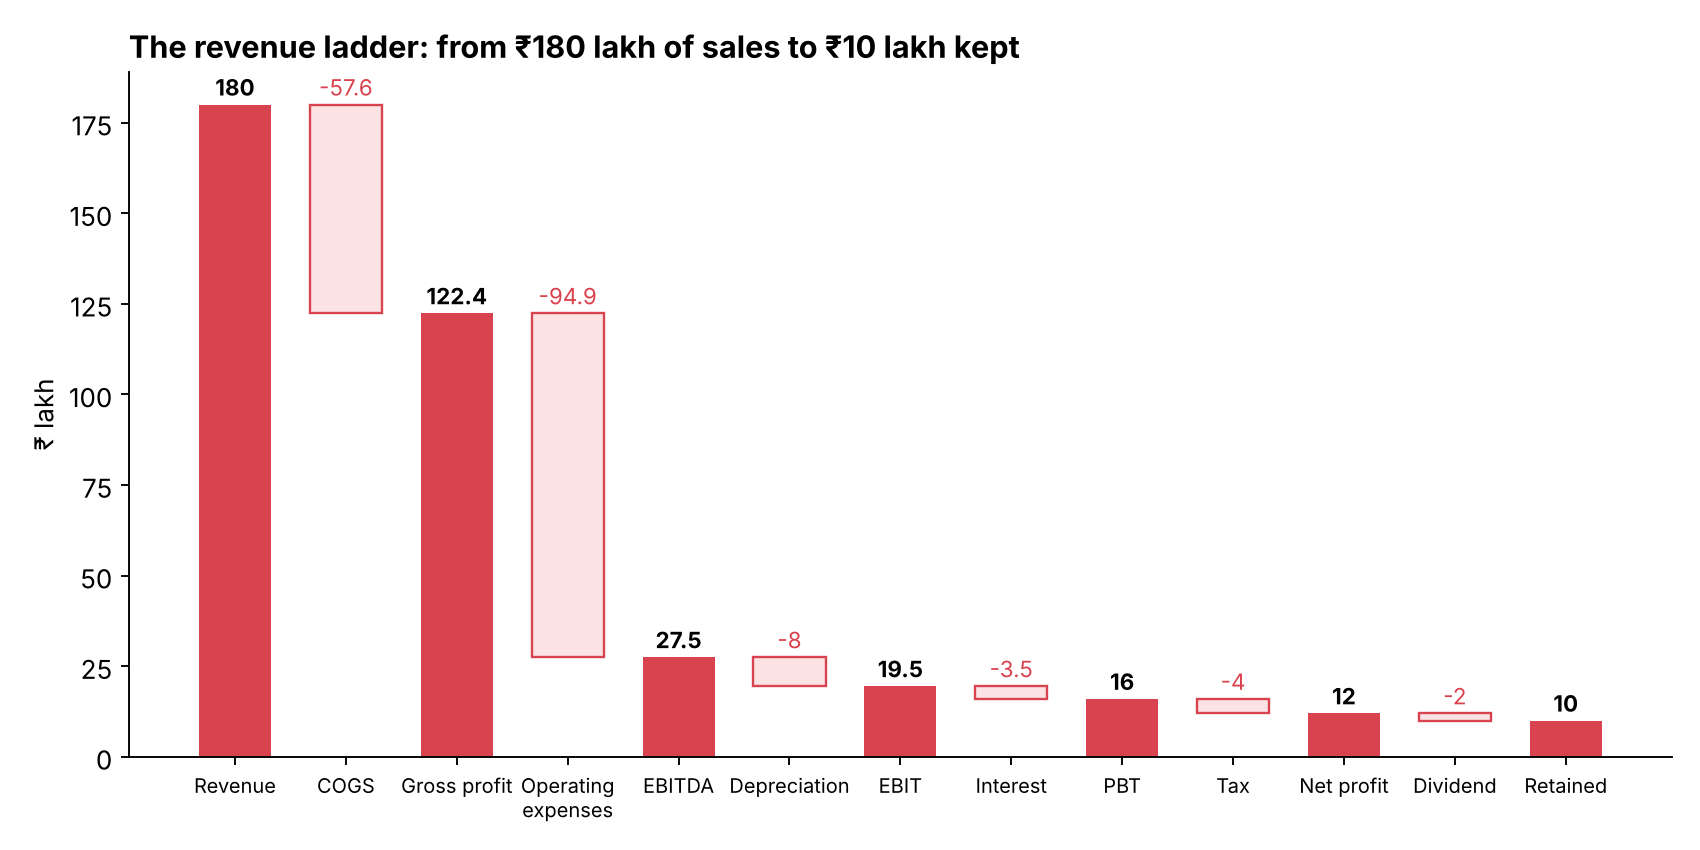 The revenue ladder: from ₹180 lakh of sales to ₹10 lakh kept
180
-57.6
122.4
-94.9
27.5
-8
19.5
-3.5
16
-4
12
-2
10
₹ lakh
175
150
125
100
75
50
25
0
Revenue
COGS
Gross profit
Operating
expenses
EBITDA
Depreciation
EBIT
Interest
PBT
Tax
Net profit
Dividend
Retained